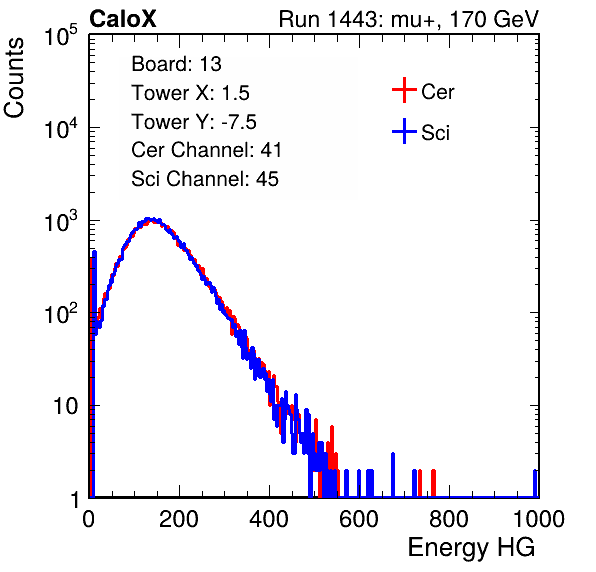 CaloX Run 1443: mu+, 170 GeV
Counts
10^5
10^4
10^3
10^2
10
1
Board: 13
Tower X: 1.5
Tower Y: -7.5
Cer Channel: 41
Sci Channel: 45
Cer
Sci
0 200 400 600 800 1000
Energy HG